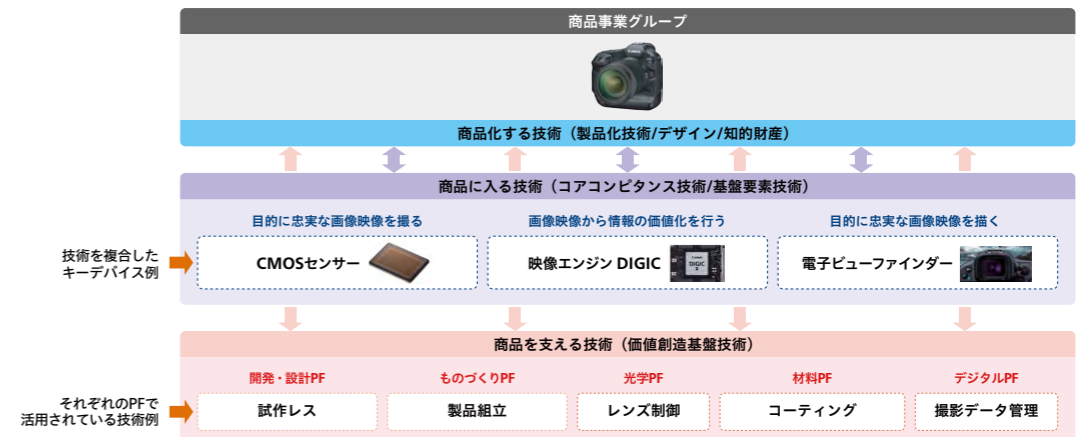 商品事業グループ
商品化する技術（製品化技術/デザイン/知的財産）
商品に入る技術（コアコンピタンス技術/基盤要素技術）
目的に忠実な画像映像を撮る
画像映像から情報の価値化を行う
目的に忠実な画像映像を描く
技術を複合した
キーデバイス例
CMOSセンサー
映像エンジン DIGIC
DIGIC
X
電子ビューファインダー
商品を支える技術（価値創造基盤技術）
開発・設計PF
ものづくりPF
光学PF
材料PF
デジタルPF
それぞれのPFで
活用されている技術例
試作レス
製品組立
レンズ制御
コーティング
撮影データ管理